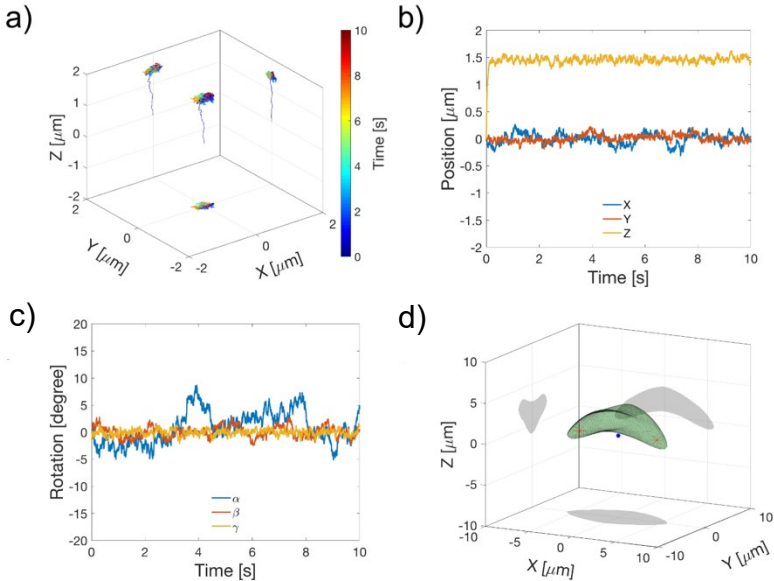 a)
2
1
0
-1
-2
Z [μm]
2
0
-2
Y [μm]
-2
0
2
X [μm]
10
8
6
4
2
0
Time [s]
b)
2
1.5
1
0.5
0
0.5
1
-1.5
-2
Position [μm]
X
Y
Z
0 2 4 6 8 10
Time [s]
c)
20
15
10
5
0
-5
-10
-15
-20
Rotation [degree]
α
β
γ
0 2 4 6 8 10
Time [s]
d)
10
5
0
-5
-10
Z [μm]
-10
-5
0
5
10
X [μm]
-10
0
10
Y [μm]